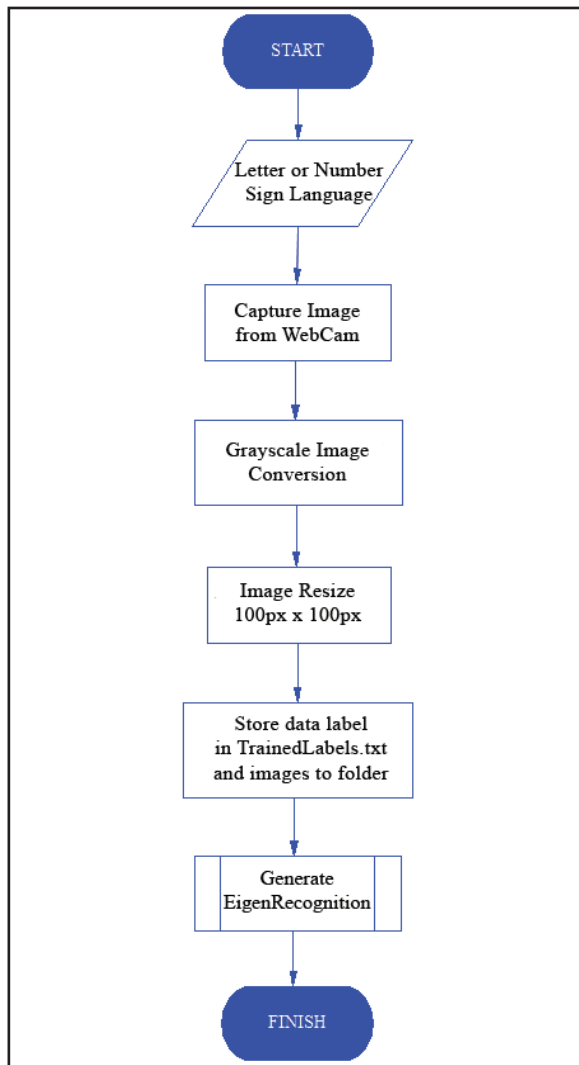 START
Letter or Number
Sign Language
Capture Image
from WebCam
Grayscale Image
Conversion
Image Resize
100px x 100px
Store data label
in TrainedLabels.txt
and images to folder
Generate
EigenRecognition
FINISH